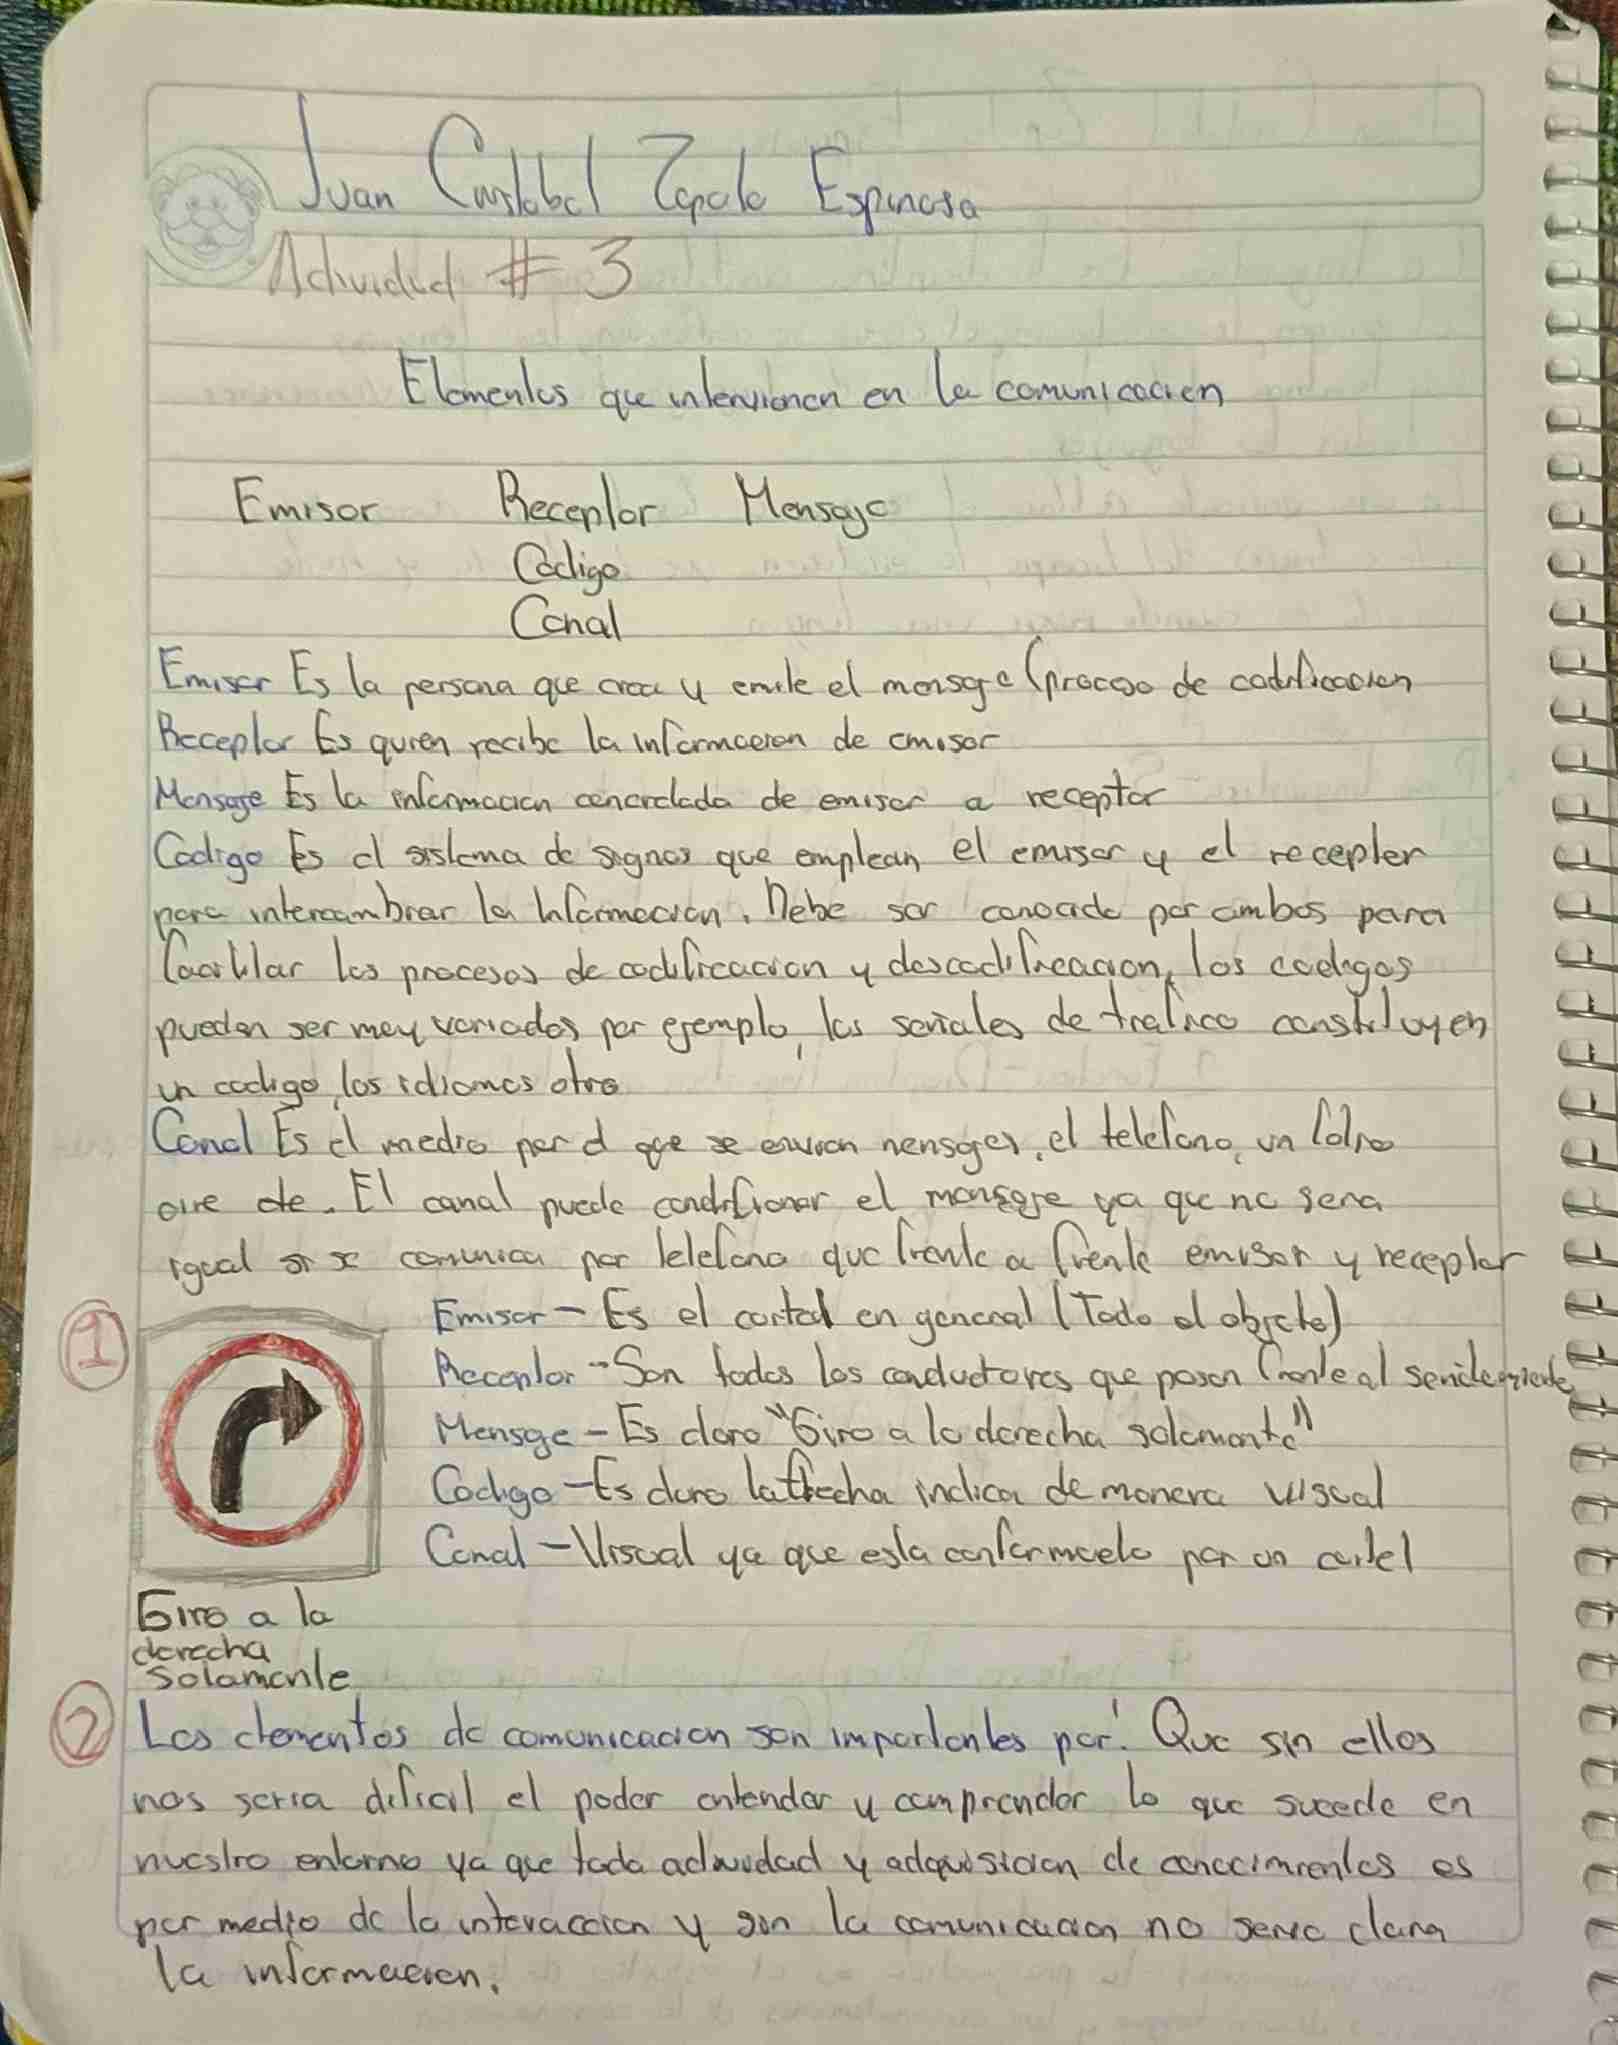 Juan Cristobal Zapala Espinosa
Actividad # 3
Elementos que intervienen en la comunicacion
Emisor Receptor Mensaje
Codigo
Canal
Emisor Es la persona que crea y emite el mensaje (proceso de codificacion
Receptor Es quien recibe la informacion de emisor
Mensaje Es la informacion de emisor a receptor
Codigo Es el sistema de signos que emplean el emisor y el receptor
para intercambiar la informacion. Debe ser conocido por ambos para
facilitar los procesos de codificacion y descodificacion, los codigos
pueden ser muy variados por ejemplo, las señales de trafico constituyen
un codigo, los idiomas otro
Canal Es el medio por el que se envian mensajes, el telefono, un
aire etc. El canal puede condicionar el mensaje ya que no sera
igual si se comunica por telefono que frente a frente emisor y receptor
1
Emisor - Es el cartel en general (Todo el objeto)
Receptor - Son todos los conductores que pasen frente al
Mensaje - Es claro "Giro a la derecha solamente"
Codigo - Es claro la flecha indica de manera visual
Canal - Visual ya que esta conformado por un cartel
Giro a la
derecha
solamente
2 Los elementos de comunicacion son importantes por: Que sin ellos
nos seria dificil el poder entender y comprender lo que sucede en
nuestro entorno ya que toda actividad y adquisicion de conocimientos es
por medio de la interaccion y sin la comunicacion no seria clara
la informacion.